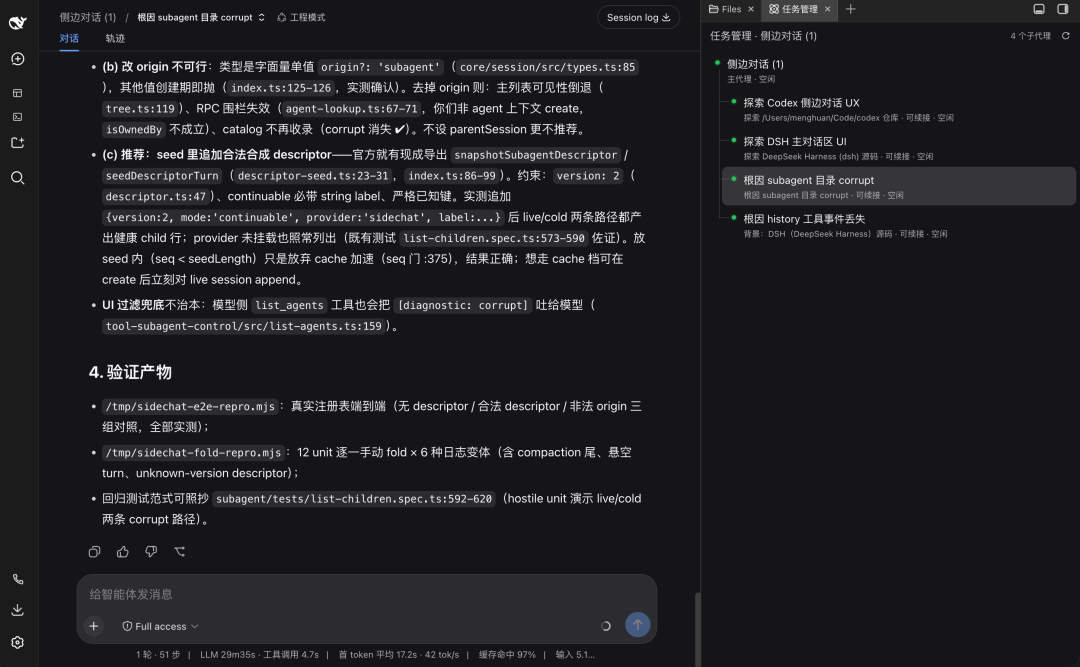 侧边对话 (1) / 根因 subagent 目录 corrupt 工程模式
Session log
对话 轨迹
(b) 改 origin 不可行：类型是字面量单值 origin?: 'subagent'（core/session/src/types.ts:85
），其他值创建期即抛（index.ts:125-126，实测确认）。去掉 origin 则：主列表可见性倒退（
tree.ts:119）、RPC 围栏失效（agent-lookup.ts:67-71，你们非 agent 上下文 create，
isOwnedBy 不成立）、catalog 不再收录（corrupt 消失 ✔）。不设 parentSession 更不推荐。
(c) 推荐：seed 里追加合法合成 descriptor——官方就有现成导出 snapshotSubagentDescriptor /
seedDescriptorTurn（descriptor-seed.ts:23-31，index.ts:86-99）。约束：version: 2（
descriptor.ts:47）、continuable 必带 string label、严格已知键。实测追加
{version:2, mode:'continuable', provider:'sidechat', label:...} 后 live/cold 两条路径都产
出健康 child 行；provider 未挂载也照常列出（既有测试 list-children.spec.ts:573-590 佐证）。放
seed 内（seq < seedLength）只是放弃 cache 加速（seq 门 :375），结果正确；想走 cache 档可在
create 后立刻对 live session append。
UI 过滤兜底不治本：模型侧 list_agents 工具也会把 [diagnostic: corrupt] 吐给模型（
tool-subagent-control/src/list-agents.ts:159）。
4. 验证产物
/tmp/sidechat-e2e-repro.mjs：真实注册表端到端（无 descriptor / 合法 descriptor / 非法 origin 三
组对照，全部实测）；
/tmp/sidechat-fold-repro.mjs：12 unit 逐一手动 fold × 6 种日志变体（含 compaction 尾、悬空
turn、unknown-version descriptor）；
回归测试范式可照抄 subagent/tests/list-children.spec.ts:592-620（hostile unit 演示 live/cold
两条 corrupt 路径）。
给智能体发消息
Full access
1 轮 · 51 步 | LLM 29m35s · 工具调用 4.7s | 首 token 平均 17.2s · 42 tok/s | 缓存命中 97% | 输入 5.1...
Files 任务管理
任务管理 · 侧边对话 (1) 4 个子代理
侧边对话 (1)
主代理 · 空闲
探索 Codex 侧边对话 UX
探索 /Users/menghuan/Code/codex 仓库 · 可续接 · 空闲
探索 DSH 主对话区 UI
探索 DeepSeek Harness (dsh) 源码 · 可续接 · 空闲
根因 subagent 目录 corrupt
根因 subagent 目录 corrupt · 可续接 · 空闲
根因 history 工具事件丢失
背景：DSH（DeepSeek Harness）源码 · 可续接 · 空闲